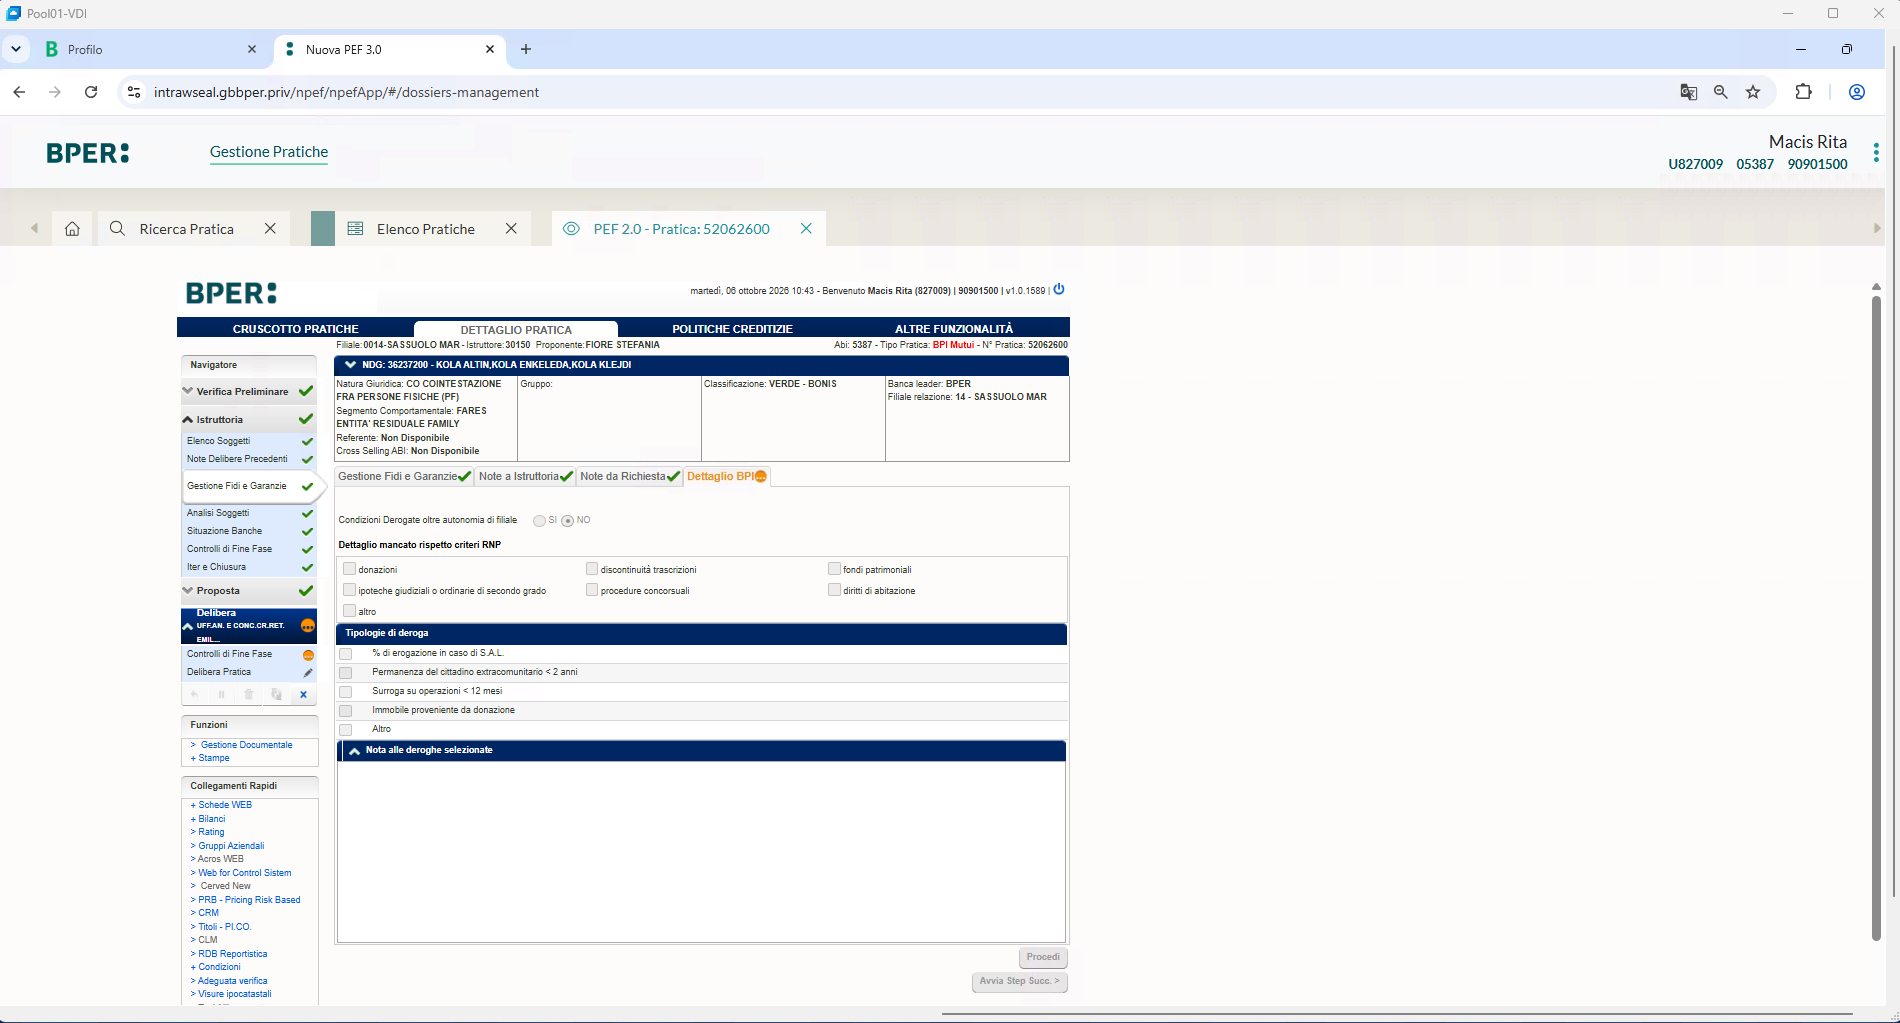 Pool01-VDI
Profilo
Nuova PEF 3.0
intrawseal.gbbper.priv/npef/npefApp/#/dossiers-management
BPER:
Gestione Pratiche
Macis Rita
U827009 05387 90901500
Ricerca Pratica
Elenco Pratiche
PEF 2.0 - Pratica: 52062600
BPER:
martedì, 06 ottobre 2026 10:43 - Benvenuto Macis Rita (827009) | 90901500 | v1.0.1589 |
CRUSCOTTO PRATICHE
DETTAGLIO PRATICA
POLITICHE CREDITIZIE
ALTRE FUNZIONALITÀ
Filiale: 0014-SASSUOLO MAR - Istruttore: 30150 Proponente: FIORE STEFANIA
Abi: 5387 - Tipo Pratica: BPI Mutui - N° Pratica: 52062600
Navigatore
Verifica Preliminare
Istruttoria
Elenco Soggetti
Note Delibere Precedenti
Gestione Fidi e Garanzie
Analisi Soggetti
Situazione Banche
Controlli di Fine Fase
Iter e Chiusura
Proposta
Delibera
UFF.AN. E CONC.CR.RET.
EMIL...
Controlli di Fine Fase
Delibera Pratica
Funzioni
> Gestione Documentale
+ Stampe
Collegamenti Rapidi
+ Schede WEB
+ Bilanci
> Rating
> Gruppi Aziendali
> Acros WEB
> Web for Control Sistem
> Cerved New
> PRB - Pricing Risk Based
> CRM
> Titoli - PI.CO.
> CLM
> RDB Reportistica
+ Condizioni
> Adeguata verifica
> Visure ipocatastali
NDG: 36237200 - KOLA ALTIN,KOLA ENKELEDA,KOLA KLEJDI
Natura Giuridica: CO COINTESTAZIONE
FRA PERSONE FISICHE (PF)
Segmento Comportamentale: FARES
ENTITA' RESIDUALE FAMILY
Referente: Non Disponibile
Cross Selling ABI: Non Disponibile
Gruppo:
Classificazione: VERDE - BONIS
Banca leader: BPER
Filiale relazione: 14 - SASSUOLO MAR
Gestione Fidi e Garanzie
Note a Istruttoria
Note da Richiesta
Dettaglio BPI
Condizioni Derogate oltre autonomia di filiale SI NO
Dettaglio mancato rispetto criteri RNP
donazioni
discontinuità trascrizioni
fondi patrimoniali
ipoteche giudiziali o ordinarie di secondo grado
procedure concorsuali
diritti di abitazione
altro
Tipologie di deroga
% di erogazione in caso di S.A.L.
Permanenza del cittadino extracomunitario < 2 anni
Surroga su operazioni < 12 mesi
Immobile proveniente da donazione
Altro
Nota alle deroghe selezionate
Procedi
Avvia Step Succ. >